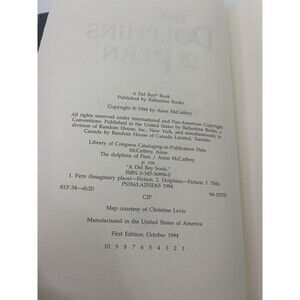 THE
DOLPHINS
OF PERN
A Del Rey® Book
Published by Ballantine Books
Copyright © 1994 by Anne McCaffrey
All rights reserved under International and Pan-American Copyright
Conventions. Published in the United States by Ballantine Books, a
division of Random House, Inc., New York, and simultaneously in
Canada by Random House of Canada Limited, Toronto.
Library of Congress Cataloging-in-Publication Data
McCaffrey, Anne.
The dolphins of Pern / Anne McCaffrey.
p. cm.
"A Del Rey book."
ISBN 0-345-36894-0
1. Pern (Imaginary place)—Fiction. 2. Dolphins—Fiction. I. Title
PS3563.A255D65 1994
813'.54—dc20
CIP
Map courtesy of Christine Levis
Manufactured in the United States of America
First Edition: October 1994
10 9 8 7 6 5 4 3 2 1